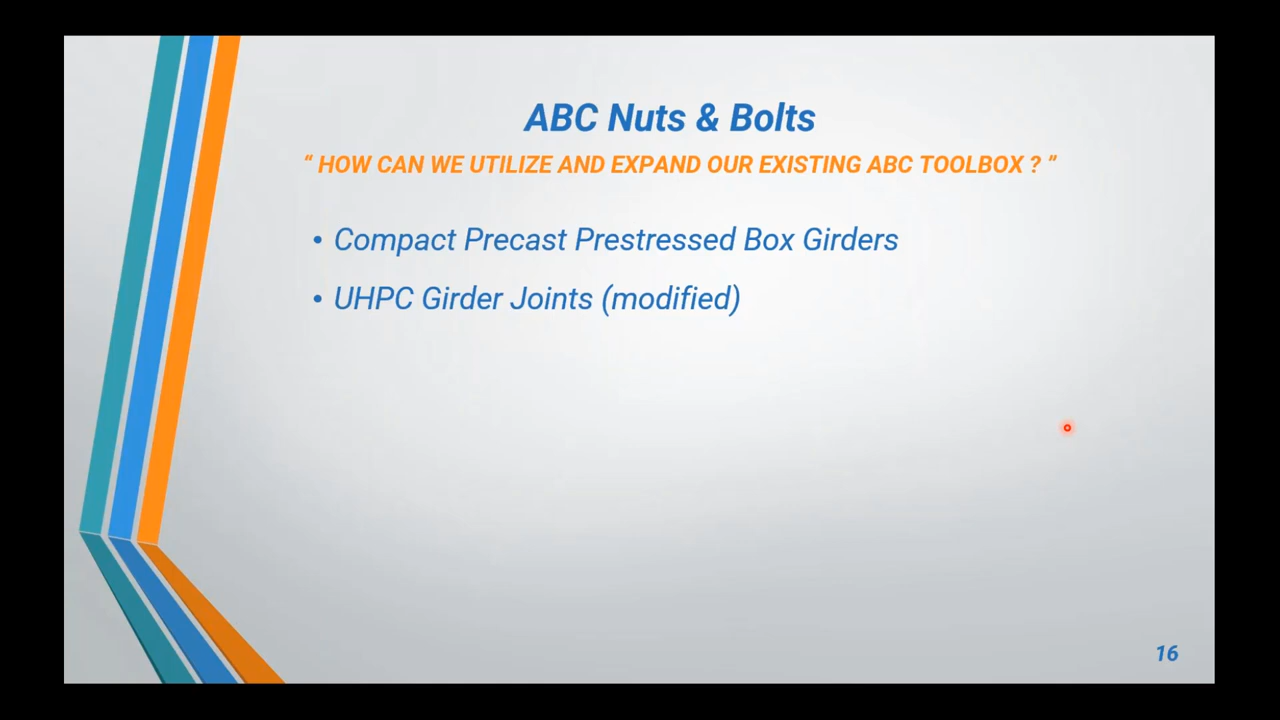 ABC Nuts & Bolts
“ HOW CAN WE UTILIZE AND EXPAND OUR EXISTING ABC TOOLBOX ? ”
• Compact Precast Prestressed Box Girders
• UHPC Girder Joints (modified)
16